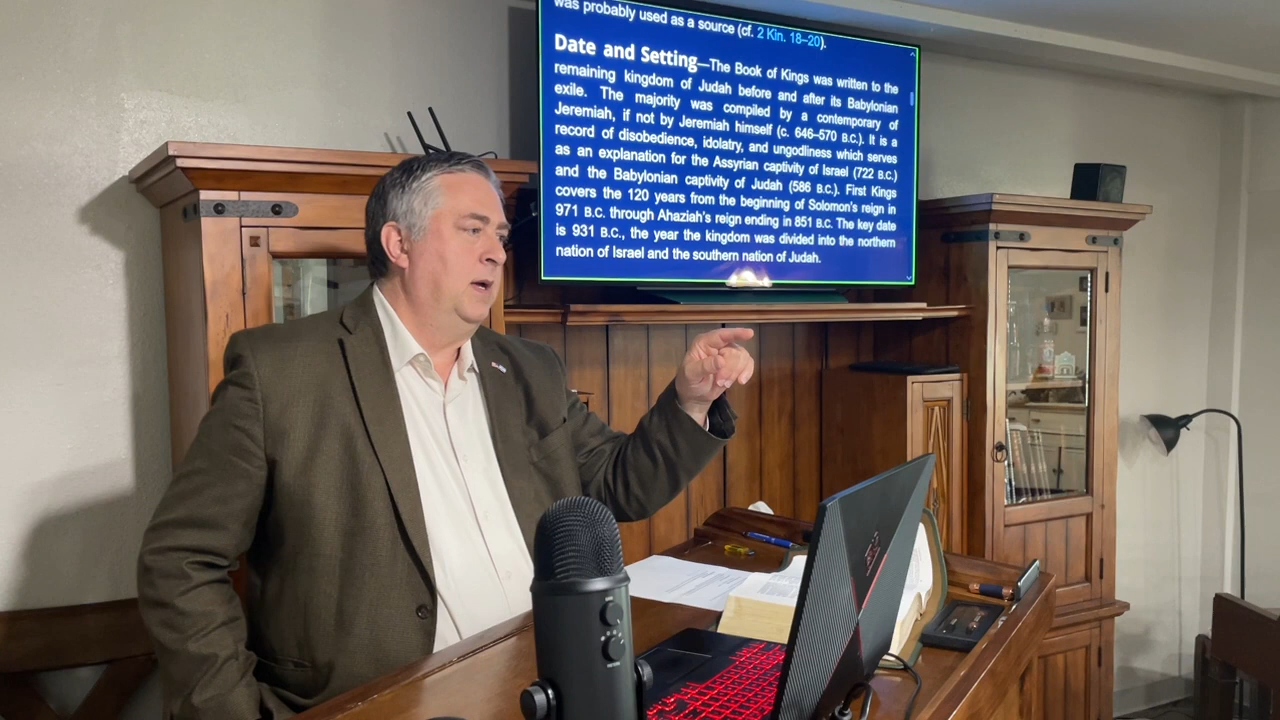 was probably used as a source (cf. 2 Kin. 18–20).
Date and Setting—The Book of Kings was written to the
remaining kingdom of Judah before and after its Babylonian
exile. The majority was compiled by a contemporary of
Jeremiah, if not by Jeremiah himself (c. 646–570 B.C.). It is a
record of disobedience, idolatry, and ungodliness which serves
as an explanation for the Assyrian captivity of Israel (722 B.C.)
and the Babylonian captivity of Judah (586 B.C.). First Kings
covers the 120 years from the beginning of Solomon's reign in
971 B.C. through Ahaziah's reign ending in 851 B.C. The key date
is 931 B.C., the year the kingdom was divided into the northern
nation of Israel and the southern nation of Judah.